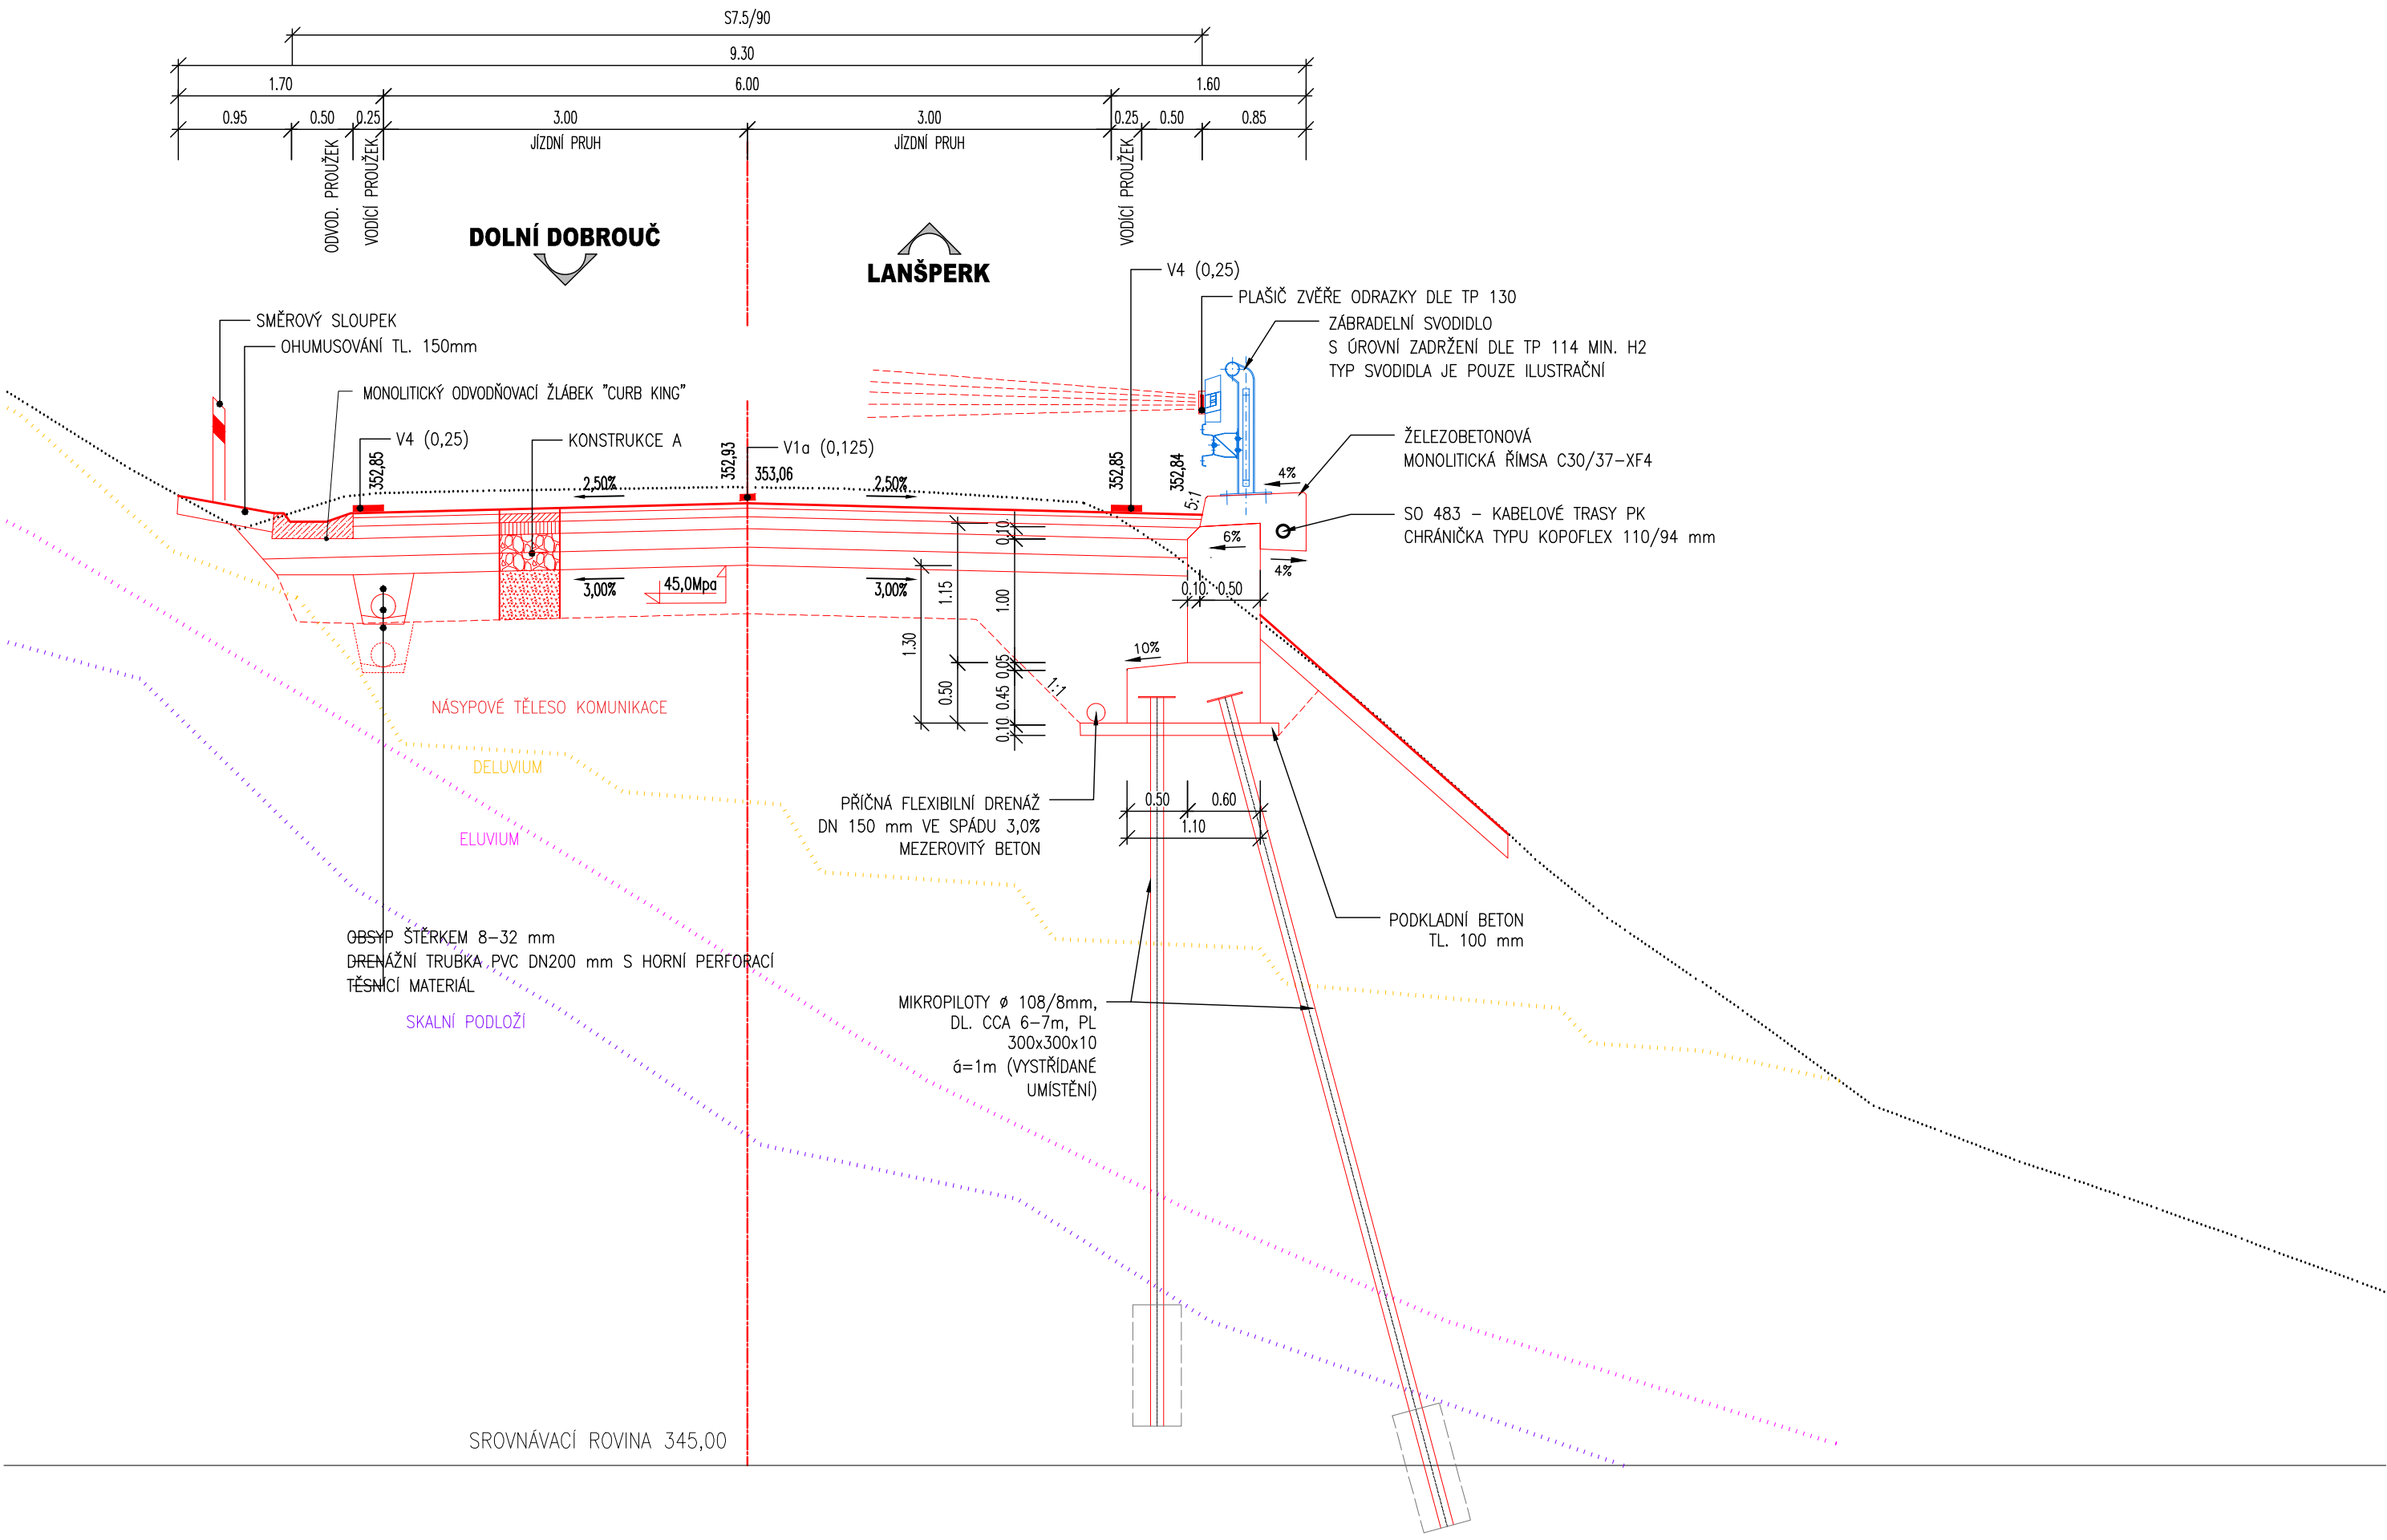 S7.5/90
9.30
1.70
6.00
1.60
0.95
0.50
0.25
3.00
3.00
0.25
0.50
0.85
JÍZDNÍ PRUH
JÍZDNÍ PRUH
ODVOD. PROUŽEK
VODÍCÍ PROUŽEK
VODÍCÍ PROUŽEK
DOLNÍ DOBROUČ
LANŠPERK
V4 (0,25)
PLAŠIČ ZVĚŘE ODRAZKY DLE TP 130
SMĚROVÝ SLOUPEK
ZÁBRADELNÍ SVODIDLO
S ÚROVNÍ ZADRŽENÍ DLE TP 114 MIN. H2
TYP SVODIDLA JE POUZE ILUSTRAČNÍ
OHUMUSOVÁNÍ TL. 150mm
MONOLITICKÝ ODVODŇOVACÍ ŽLÁBEK "CURB KING"
V4 (0,25)
KONSTRUKCE A
V1a (0,125)
ŽELEZOBETONOVÁ
MONOLITICKÁ ŘÍMSA C30/37-XF4
352,85
352,93
353,06
352,85
352,84
2,50%
2,50%
4%
5:1
SO 483 - KABELOVÉ TRASY PK
CHRÁNIČKA TYPU KOPOFLEX 110/94 mm
6%
4%
3,00%
45,0Mpa
3,00%
0.10
1.15
1.00
0.10
0.50
1.30
10%
0.05
0.50
0.45
0.10
1:1
NÁSYPOVÉ TĚLESO KOMUNIKACE
DELUVIUM
PŘÍČNÁ FLEXIBILNÍ DRENÁŽ
DN 150 mm VE SPÁDU 3,0%
MEZEROVITÝ BETON
0.50
0.60
1.10
ELUVIUM
PODKLADNÍ BETON
TL. 100 mm
OBSYP ŠTĚRKEM 8-32 mm
DRENÁŽNÍ TRUBKA PVC DN200 mm S HORNÍ PERFORACÍ
TĚSNÍCÍ MATERIÁL
MIKROPILOTY ø 108/8mm,
DL. CCA 6-7m, PL
300x300x10
á=1m (VYSTŘÍDANÉ
UMÍSTĚNÍ)
SKALNÍ PODLOŽÍ
SROVNÁVACÍ ROVINA 345,00